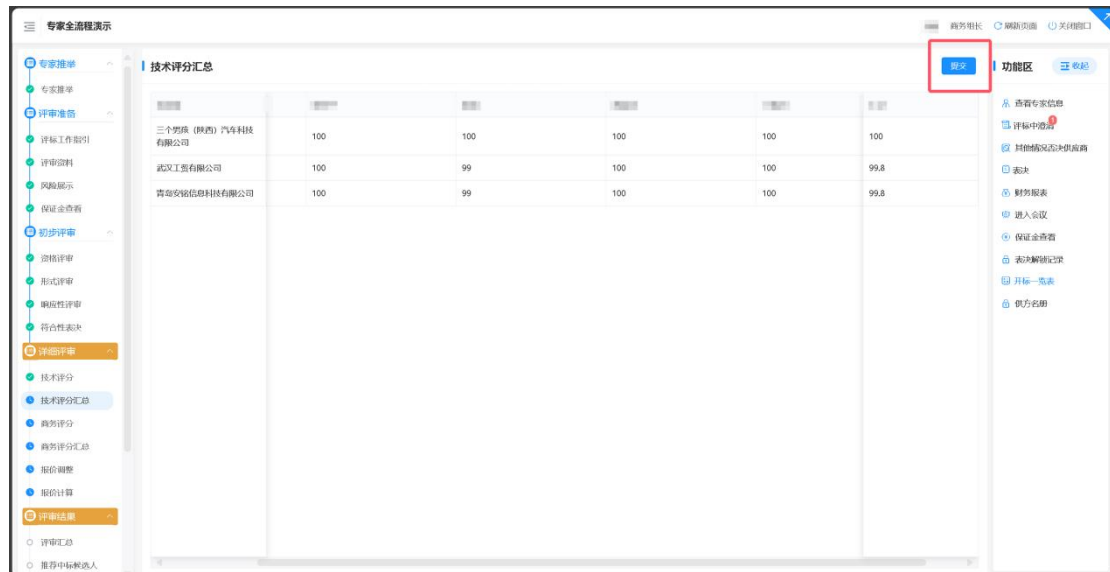 专家全流程演示
商务组长 刷新页面 关闭窗口
专家推举
专家推举
评审准备
评标工作指引
评审资料
风险展示
保证金查看
初步评审
资格评审
形式评审
响应性评审
符合性表决
详细评审
技术评分
技术评分汇总
商务评分
商务评分汇总
报价调整
报价计算
评审结果
评审汇总
推荐中标候选人
技术评分汇总
提交
三个男孩（陕西）汽车科技有限公司 100 100 100 100 100
武汉工贸有限公司 100 99 100 100 99.8
青岛安铭信息科技有限公司 100 99 100 100 99.8
功能区 收起
查看专家信息
评标中澄清 1
其他情况否决供应商
表决
财务报表
进入会议
保证金查看
表决解锁记录
开标一览表
供方名册